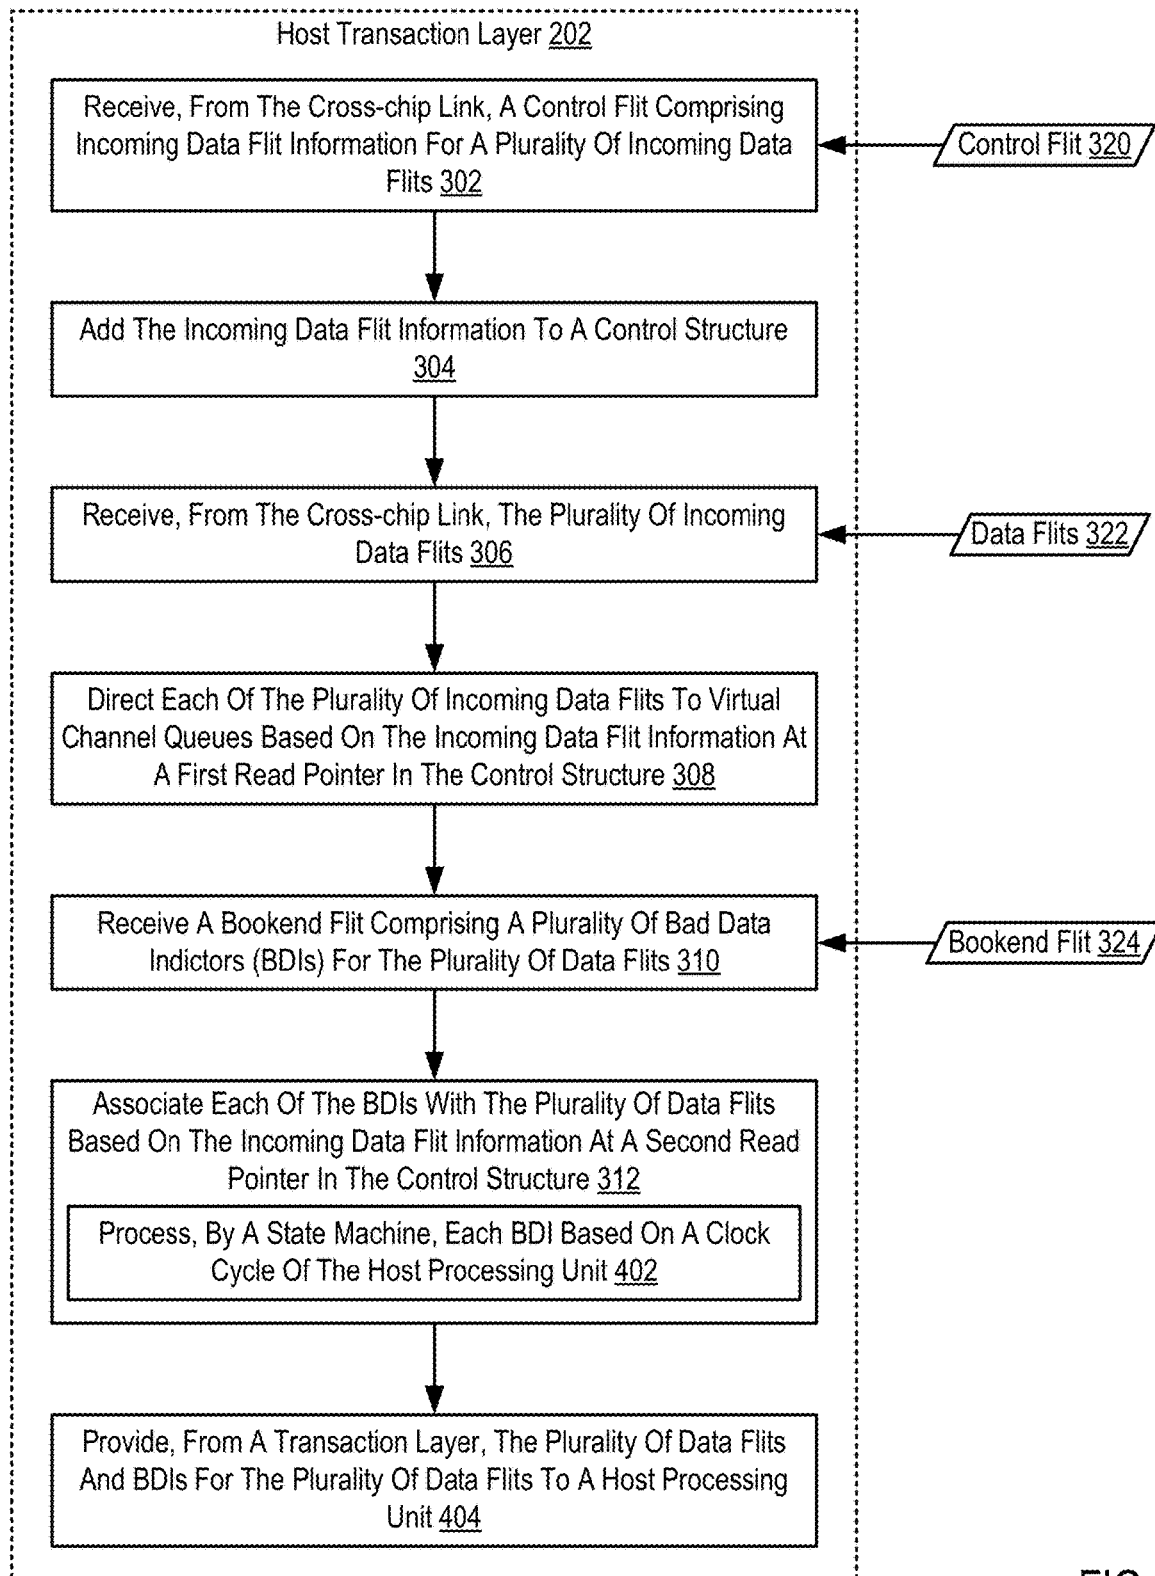 Host Transaction Layer 202
Receive, From The Cross-chip Link, A Control Flit Comprising
Incoming Data Flit Information For A Plurality Of Incoming Data
Flits 302
Control Flit 320
Add The Incoming Data Flit Information To A Control Structure
304
Receive, From The Cross-chip Link, The Plurality Of Incoming
Data Flits 306
Data Flits 322
Direct Each Of The Plurality Of Incoming Data Flits To Virtual
Channel Queues Based On The Incoming Data Flit Information At
A First Read Pointer In The Control Structure 308
Receive A Bookend Flit Comprising A Plurality Of Bad Data
Indictors (BDIs) For The Plurality Of Data Flits 310
Bookend Flit 324
Associate Each Of The BDIs With The Plurality Of Data Flits
Based On The Incoming Data Flit Information At A Second Read
Pointer In The Control Structure 312
Process, By A State Machine, Each BDI Based On A Clock
Cycle Of The Host Processing Unit 402
Provide, From A Transaction Layer, The Plurality Of Data Flits
And BDIs For The Plurality Of Data Flits To A Host Processing
Unit 404